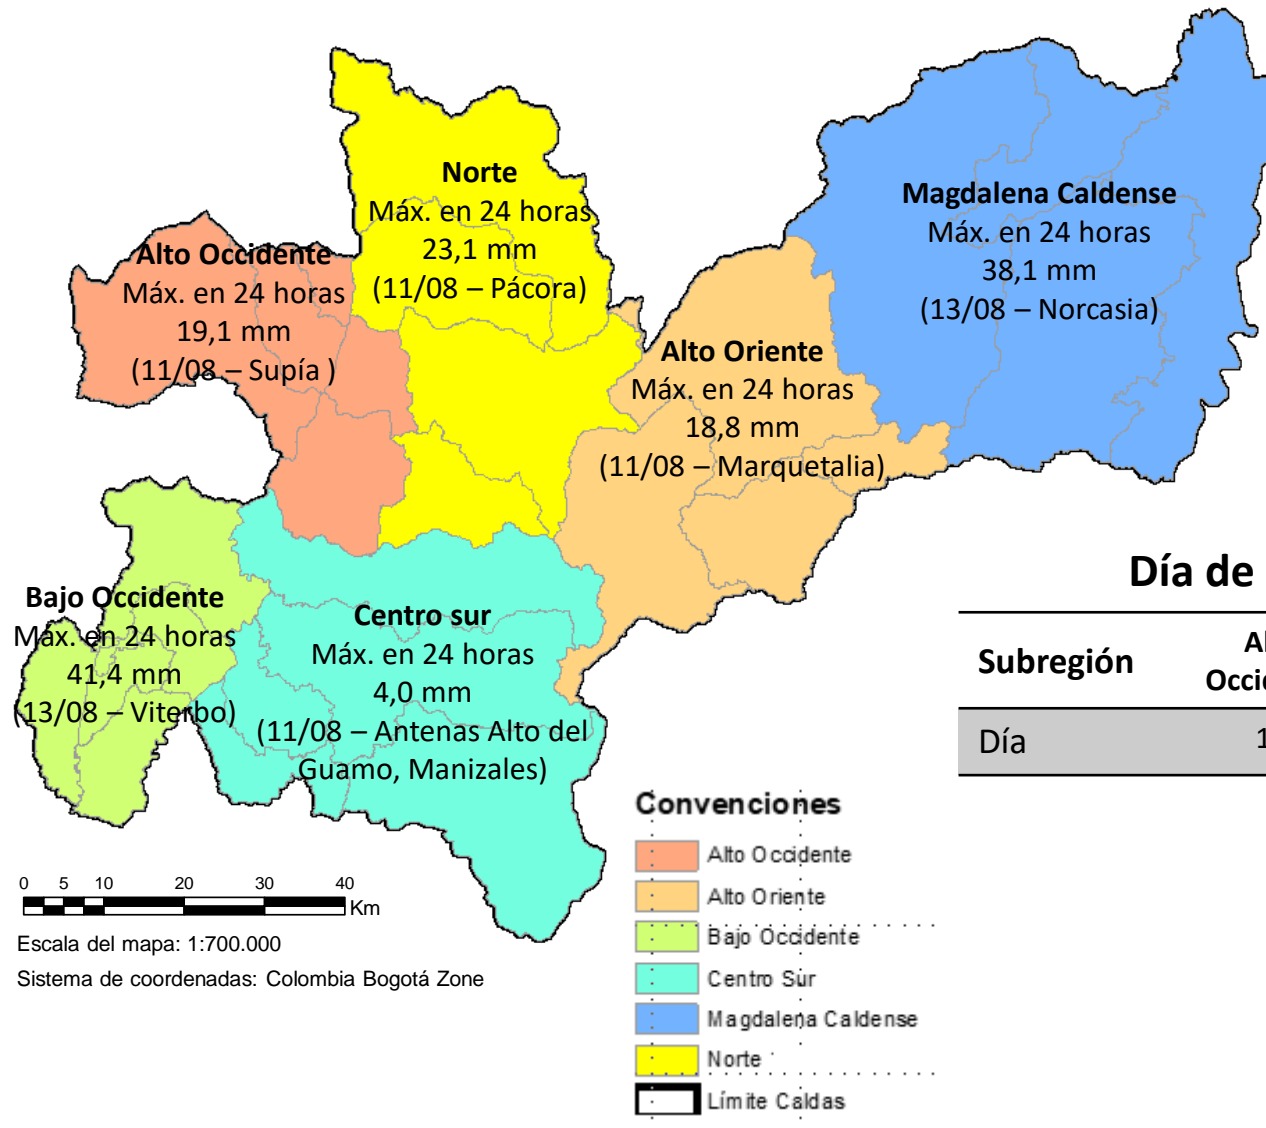 Norte
Máx. en 24 horas
23,1 mm
(11/08 – Pácora)
Magdalena Caldense
Máx. en 24 horas
38,1 mm
(13/08 – Norcasia)
Alto Occidente
Máx. en 24 horas
19,1 mm
(11/08 – Supía )
Alto Oriente
Máx. en 24 horas
18,8 mm
(11/08 – Marquetalia)
Bajo Occidente
Máx. en 24 horas
41,4 mm
(13/08 – Viterbo)
Centro sur
Máx. en 24 horas
4,0 mm
(11/08 – Antenas Alto del
Guamo, Manizales)
Día de
Subregión
Día
Convenciones
Alto Occidente
Alto Oriente
Bajo Occidente
Centro Sur
Magdalena Caldense
Norte
Límite Caldas
0 5 10 20 30 40
Km
Escala del mapa: 1:700.000
Sistema de coordenadas: Colombia Bogotá Zone